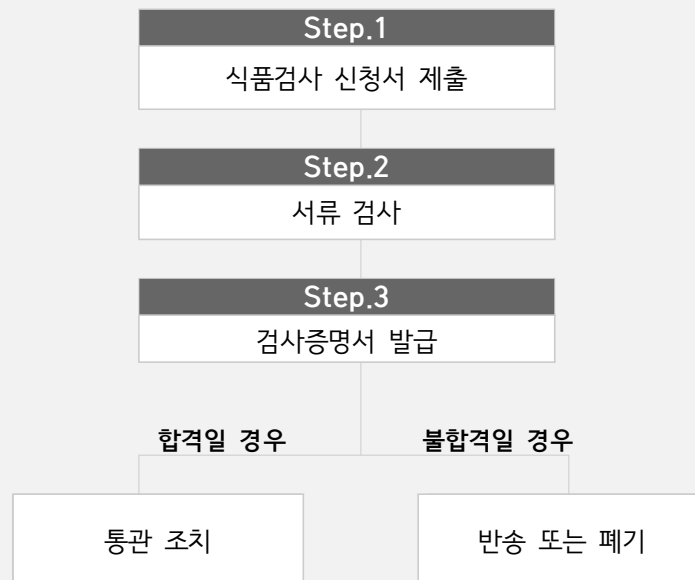 Step.1
식품검사 신청서 제출
Step.2
서류 검사
Step.3
검사증명서 발급
합격일 경우
불합격일 경우
통관 조치
반송 또는 폐기